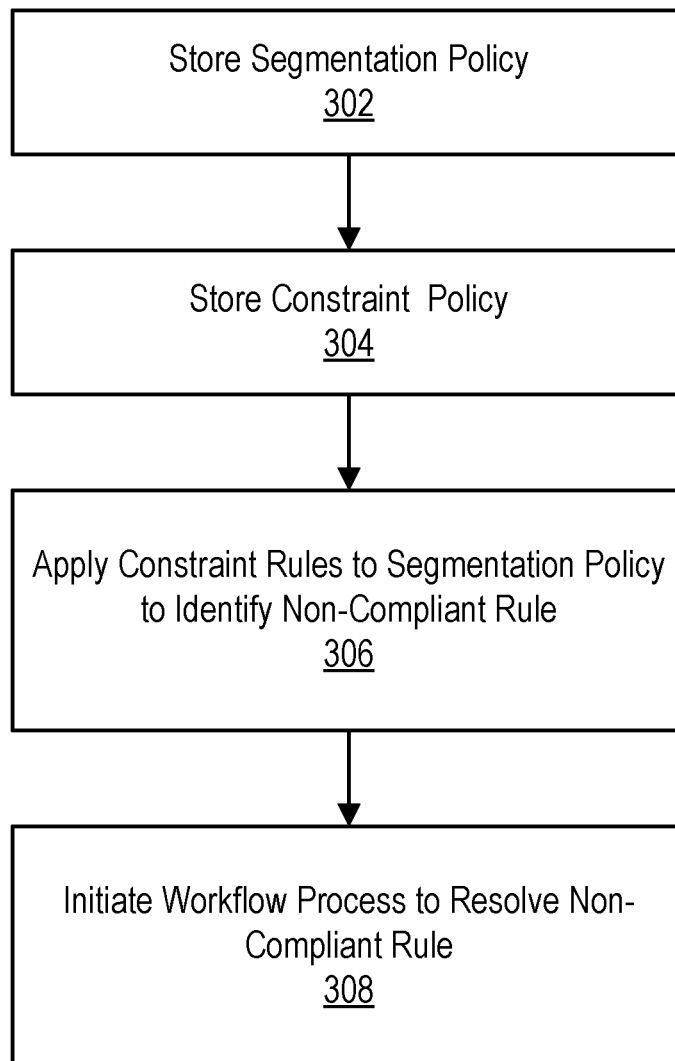 Store Segmentation Policy
302
Store Constraint  Policy
304
Apply Constraint Rules to Segmentation Policy
to Identify Non-Compliant Rule
306
Initiate Workflow Process to Resolve Non-
Compliant Rule
308